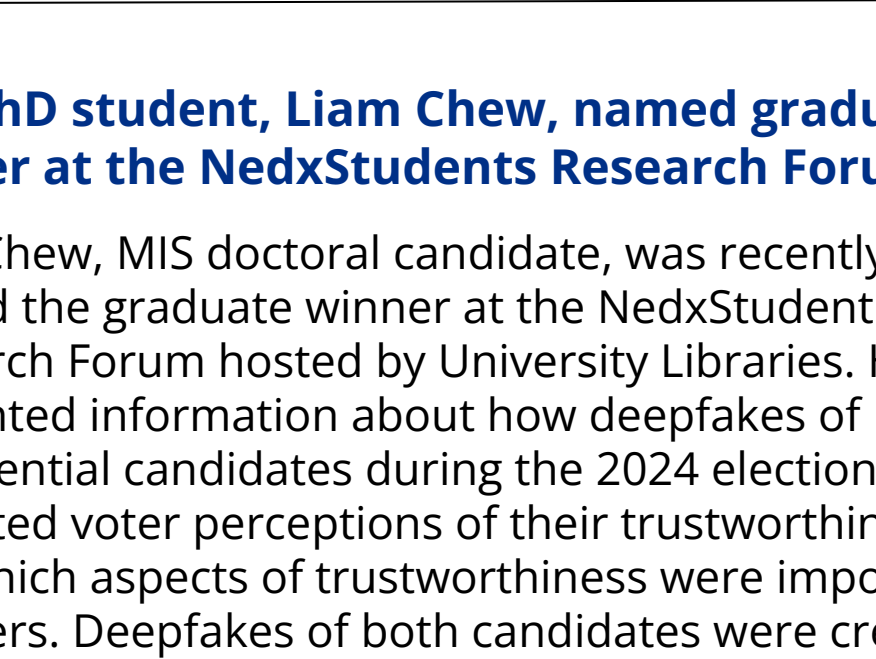 hD student, Liam Chew, named gradu
er at the NedxStudents Research Foru
Chew, MIS doctoral candidate, was recently
d the graduate winner at the NedxStudent
rch Forum hosted by University Libraries. H
nted information about how deepfakes of
ential candidates during the 2024 election
ted voter perceptions of their trustworthin
hich aspects of trustworthiness were impo
ers. Deepfakes of both candidates were cre